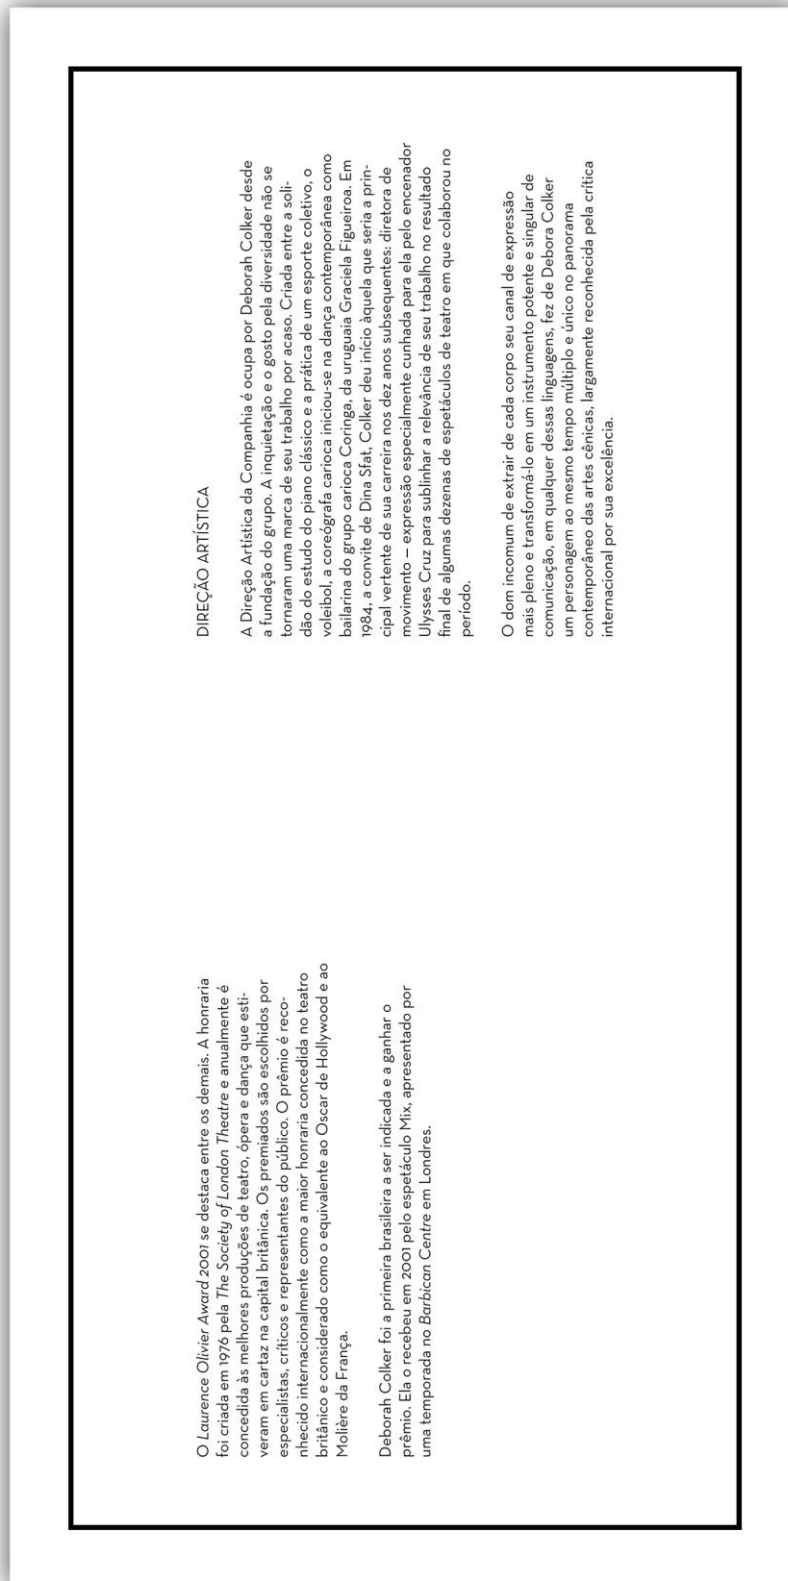 O Laurence Olivier Award 2001 se destaca entre os demais. A honraria
foi criada em 1976 pela The Society of London Theatre e anualmente é
concedida às melhores produções de teatro, ópera e dança que esti-
veram em cartaz na capital britânica. Os premiados são escolhidos por
especialistas, críticos e representantes do público. O prêmio é reco-
nhecido internacionalmente como a maior honraria concedida no teatro
britânico e considerado como o equivalente ao Oscar de Hollywood e ao
Molière da França.
Deborah Colker foi a primeira brasileira a ser indicada e a ganhar o
prêmio. Ela o recebeu em 2001 pelo espetáculo Mix, apresentado por
uma temporada no Barbican Centre em Londres.
DIREÇÃO ARTÍSTICA
A Direção Artística da Companhia é ocupa por Deborah Colker desde
a fundação do grupo. A inquietação e o gosto pela diversidade não se
tornaram uma marca de seu trabalho por acaso. Criada entre a soli-
dão do estudo do piano clássico e a prática de um esporte coletivo, o
voleibol, a coreógrafa carioca iniciou-se na dança contemporânea como
bailarina do grupo carioca Coringa, da uruguaia Graciela Figueiroa. Em
1984, a convite de Dina Sfat, Colker deu início àquela que seria a prin-
cipal vertente de sua carreira nos dez anos subsequentes: diretora de
movimento – expressão especialmente cunhada para ela pelo encenador
Ulysses Cruz para sublinhar a relevância de seu trabalho no resultado
final de algumas dezenas de espetáculos de teatro em que colaborou no
período.
O dom incomum de extrair de cada corpo seu canal de expressão
mais pleno e transformá-lo em um instrumento potente e singular de
comunicação, em qualquer dessas linguagens, fez de Debora Colker
um personagem ao mesmo tempo múltiplo e único no panorama
contemporâneo das artes cênicas, largamente reconhecida pela crítica
internacional por sua excelência.